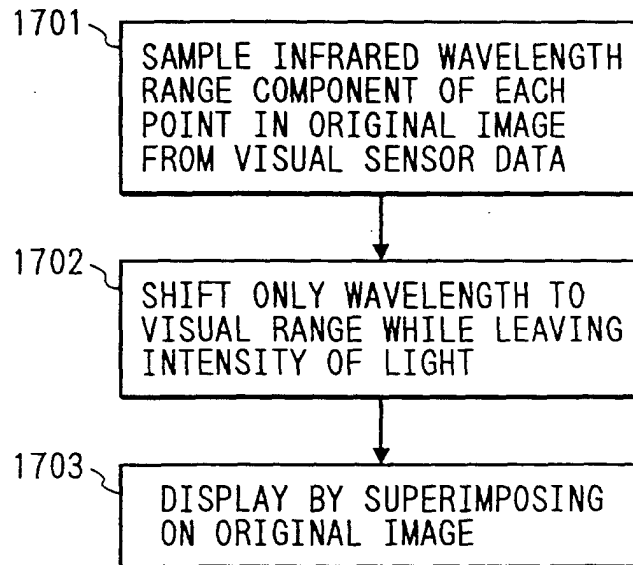 1701
SAMPLE INFRARED WAVELENGTH
RANGE COMPONENT OF EACH
POINT IN ORIGINAL IMAGE
FROM VISUAL SENSOR DATA
1702
SHIFT ONLY WAVELENGTH TO
VISUAL RANGE WHILE LEAVING
INTENSITY OF LIGHT
1703
DISPLAY BY SUPERIMPOSING
ON ORIGINAL IMAGE